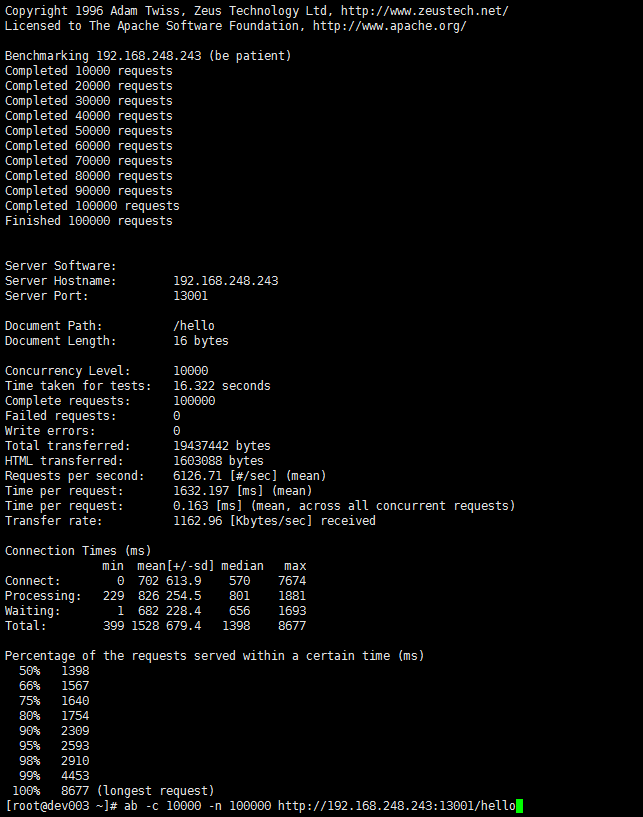 Copyright 1996 Adam Twiss, Zeus Technology Ltd, http://www.zeustech.net/
Licensed to The Apache Software Foundation, http://www.apache.org/

Benchmarking 192.168.248.243 (be patient)
Completed 10000 requests
Completed 20000 requests
Completed 30000 requests
Completed 40000 requests
Completed 50000 requests
Completed 60000 requests
Completed 70000 requests
Completed 80000 requests
Completed 90000 requests
Completed 100000 requests
Finished 100000 requests


Server Software:
Server Hostname:        192.168.248.243
Server Port:            13001

Document Path:          /hello
Document Length:        16 bytes

Concurrency Level:      10000
Time taken for tests:   16.322 seconds
Complete requests:      100000
Failed requests:        0
Write errors:           0
Total transferred:      19437442 bytes
HTML transferred:       1603088 bytes
Requests per second:    6126.71 [#/sec] (mean)
Time per request:       1632.197 [ms] (mean)
Time per request:       0.163 [ms] (mean, across all concurrent requests)
Transfer rate:          1162.96 [Kbytes/sec] received

Connection Times (ms)
              min  mean[+/-sd] median   max
Connect:        0  702 613.9    570    7674
Processing:   229  826 254.5    801    1881
Waiting:        1  682 228.4    656    1693
Total:        399 1528 679.4   1398    8677

Percentage of the requests served within a certain time (ms)
  50%   1398
  66%   1567
  75%   1640
  80%   1754
  90%   2309
  95%   2593
  98%   2910
  99%   4453
 100%   8677 (longest request)
[root@dev003 ~]# ab -c 10000 -n 100000 http://192.168.248.243:13001/hello